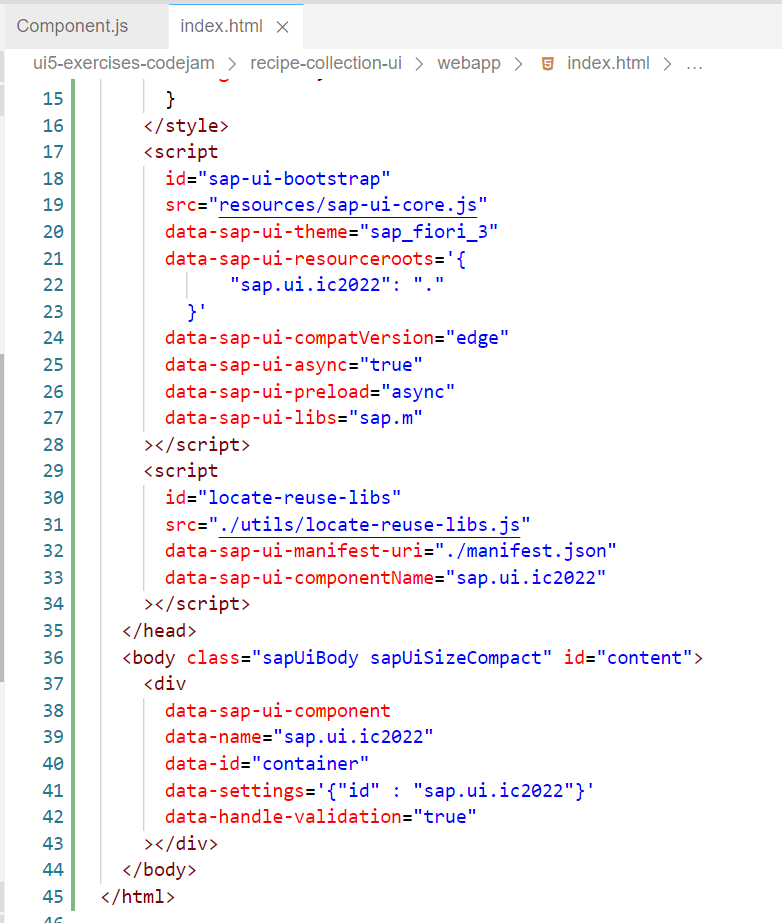 Component.js index.html
ui5-exercises-codejam > recipe-collection-ui > webapp > index.html > ...
15 }
16 </style>
17 <script
18 id="sap-ui-bootstrap"
19 src="resources/sap-ui-core.js"
20 data-sap-ui-theme="sap_fiori_3"
21 data-sap-ui-resourceroots='{
22 "sap.ui.ic2022": "."
23 }'
24 data-sap-ui-compatVersion="edge"
25 data-sap-ui-async="true"
26 data-sap-ui-preload="async"
27 data-sap-ui-libs="sap.m"
28 ></script>
29 <script
30 id="locate-reuse-libs"
31 src="./utils/locate-reuse-libs.js"
32 data-sap-ui-manifest-uri="./manifest.json"
33 data-sap-ui-componentName="sap.ui.ic2022"
34 ></script>
35 </head>
36 <body class="sapUiBody sapUiSizeCompact" id="content">
37 <div
38 data-sap-ui-component
39 data-name="sap.ui.ic2022"
40 data-id="container"
41 data-settings='{"id" : "sap.ui.ic2022"}'
42 data-handle-validation="true"
43 ></div>
44 </body>
45 </html>
46